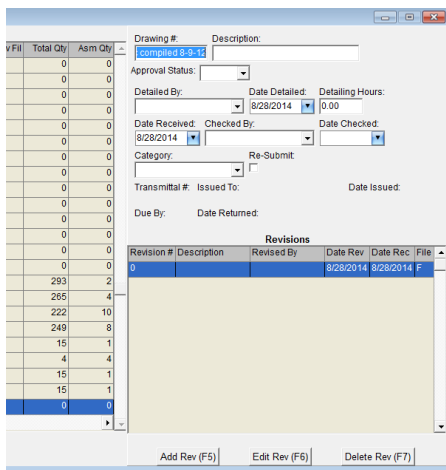 v Fil Total Qty Asm Qty
0 0
0 0
0 0
0 0
0 0
0 0
0 0
0 0
0 0
0 0
0 0
0 0
0 0
0 0
293 2
265 4
222 10
249 8
15 1
4 4
15 1
15 1
0 0
Drawing #: Description:
compiled 8-9-12
Approval Status:
Detailed By: Date Detailed: Detailing Hours:
8/28/2014 0.00
Date Received: Checked By: Date Checked:
8/28/2014
Category: Re-Submit:
Transmittal #: Issued To: Date Issued:
Due By: Date Returned:
Revisions
Revision # Description Revised By Date Rev Date Rec File
0 8/28/2014 8/28/2014 F
Add Rev (F5) Edit Rev (F6) Delete Rev (F7)